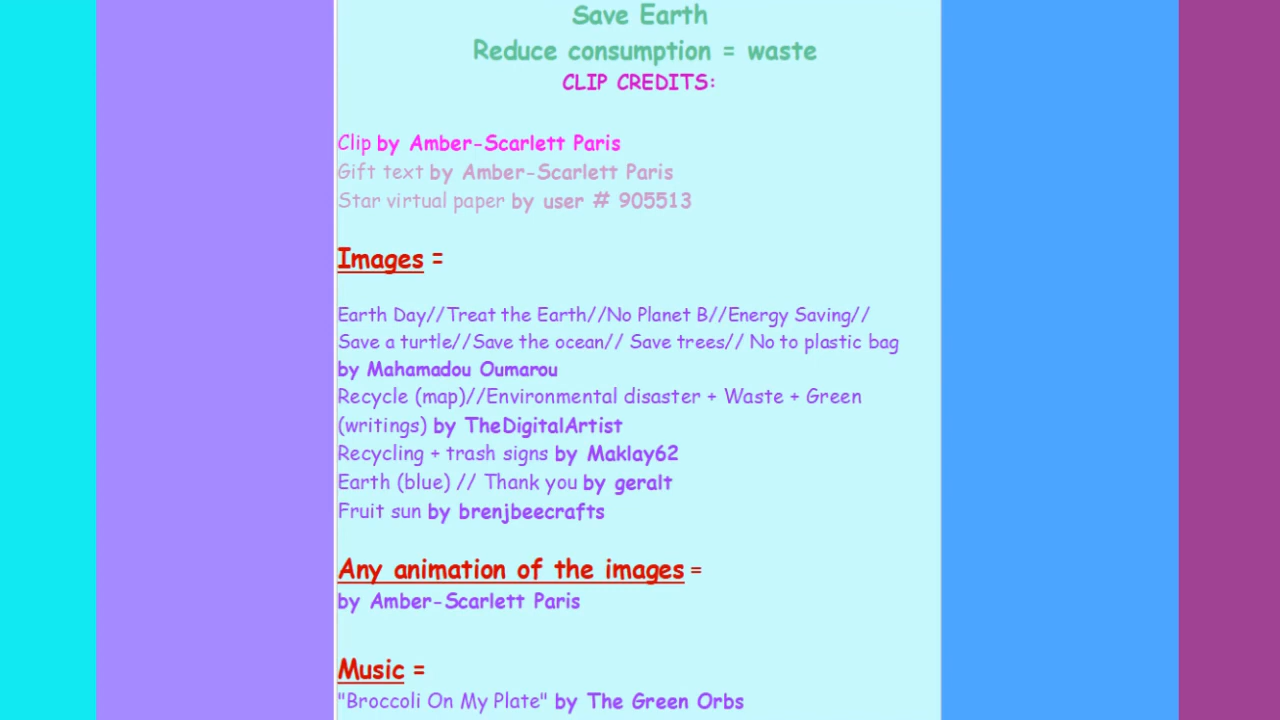 Save Earth
Reduce consumption = waste
CLIP CREDITS:
Clip by Amber-Scarlett Paris
Gift text by Amber-Scarlett Paris
Star virtual paper by user # 905513
Images =
Earth Day//Treat the Earth//No Planet B//Energy Saving//
Save a turtle//Save the ocean// Save trees// No to plastic bag
by Mahamadou Oumarou
Recycle (map)//Environmental disaster + Waste + Green
(writings) by TheDigitalArtist
Recycling + trash signs by Maklay62
Earth (blue) // Thank you by geralt
Fruit sun by brenjbeecrafts
Any animation of the images =
by Amber-Scarlett Paris
Music =
"Broccoli On My Plate" by The Green Orbs